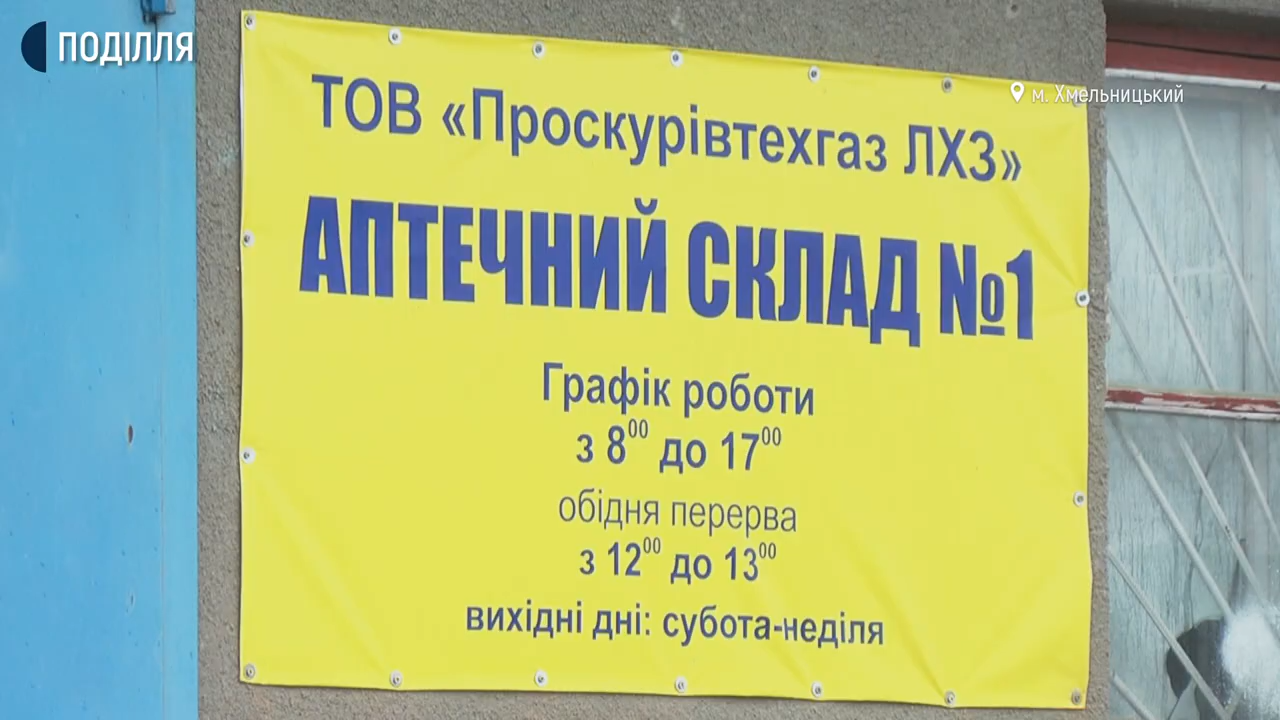 ПОДІЛЛЯ
м. Хмельницький
ТОВ «Проскурівтехгаз ЛХЗ»
АПТЕЧНИЙ СКЛАД №1
Графік роботи
з 8⁰⁰ до 17⁰⁰
обідня перерва
з 12⁰⁰ до 13⁰⁰
вихідні дні: субота-неділя